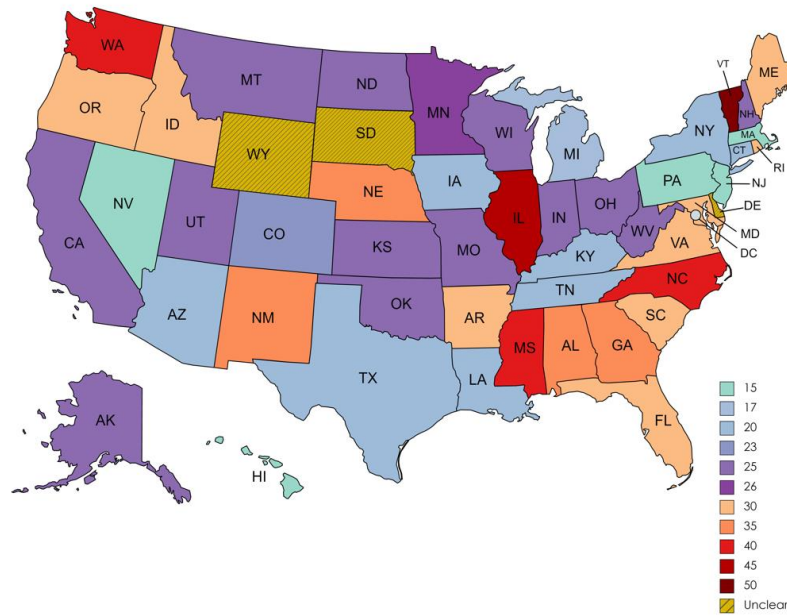 WA
MT
ND
MN
OR
ID
WY
SD
WI
MI
VT
ME
NH
NY
MA
CT
RI
NV
UT
CA
CO
NE
IA
IL
IN
OH
PA
NJ
DE
MD
DC
WV
VA
KS
MO
KY
AZ
NM
OK
AR
TN
NC
SC
TX
LA
MS
AL
GA
FL
AK
HI
15
17
20
23
25
26
30
35
40
45
50
Unclear